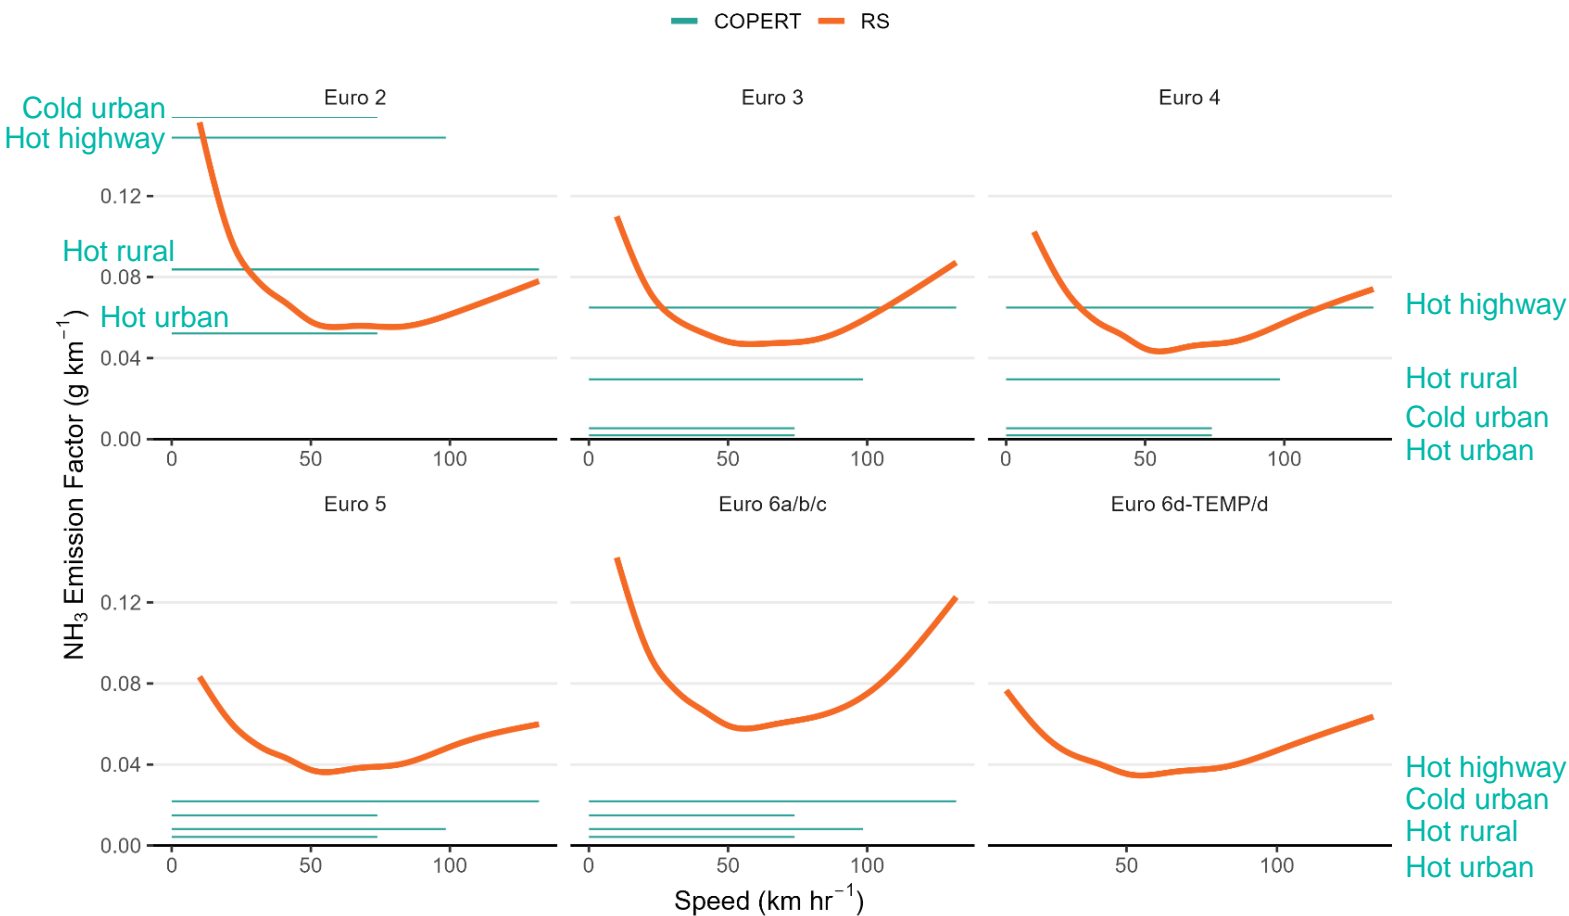 COPERT RS
Euro 2 Euro 3 Euro 4
Cold urban
Hot highway
0.12
Hot rural
0.08
Hot highway
Hot urban
0.04
Hot rural
Cold urban
0.00
Hot urban
0 50 100 0 50 100 0 50 100
NH₃ Emission Factor (g km⁻¹)
Euro 5 Euro 6a/b/c Euro 6d-TEMP/d
0.12
0.08
0.04
Hot highway
Cold urban
Hot rural
0.00
Hot urban
0 50 100 0 50 100 50 100
Speed (km hr⁻¹)